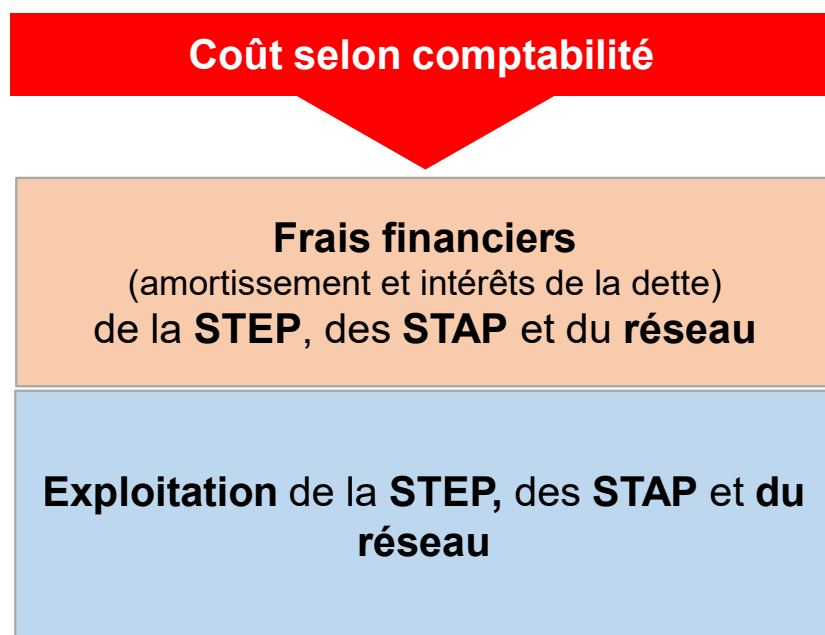 Coût selon comptabilité
Frais financiers
(amortissement et intérêts de la dette)
de la STEP, des STAP et du réseau
Exploitation de la STEP, des STAP et du
réseau